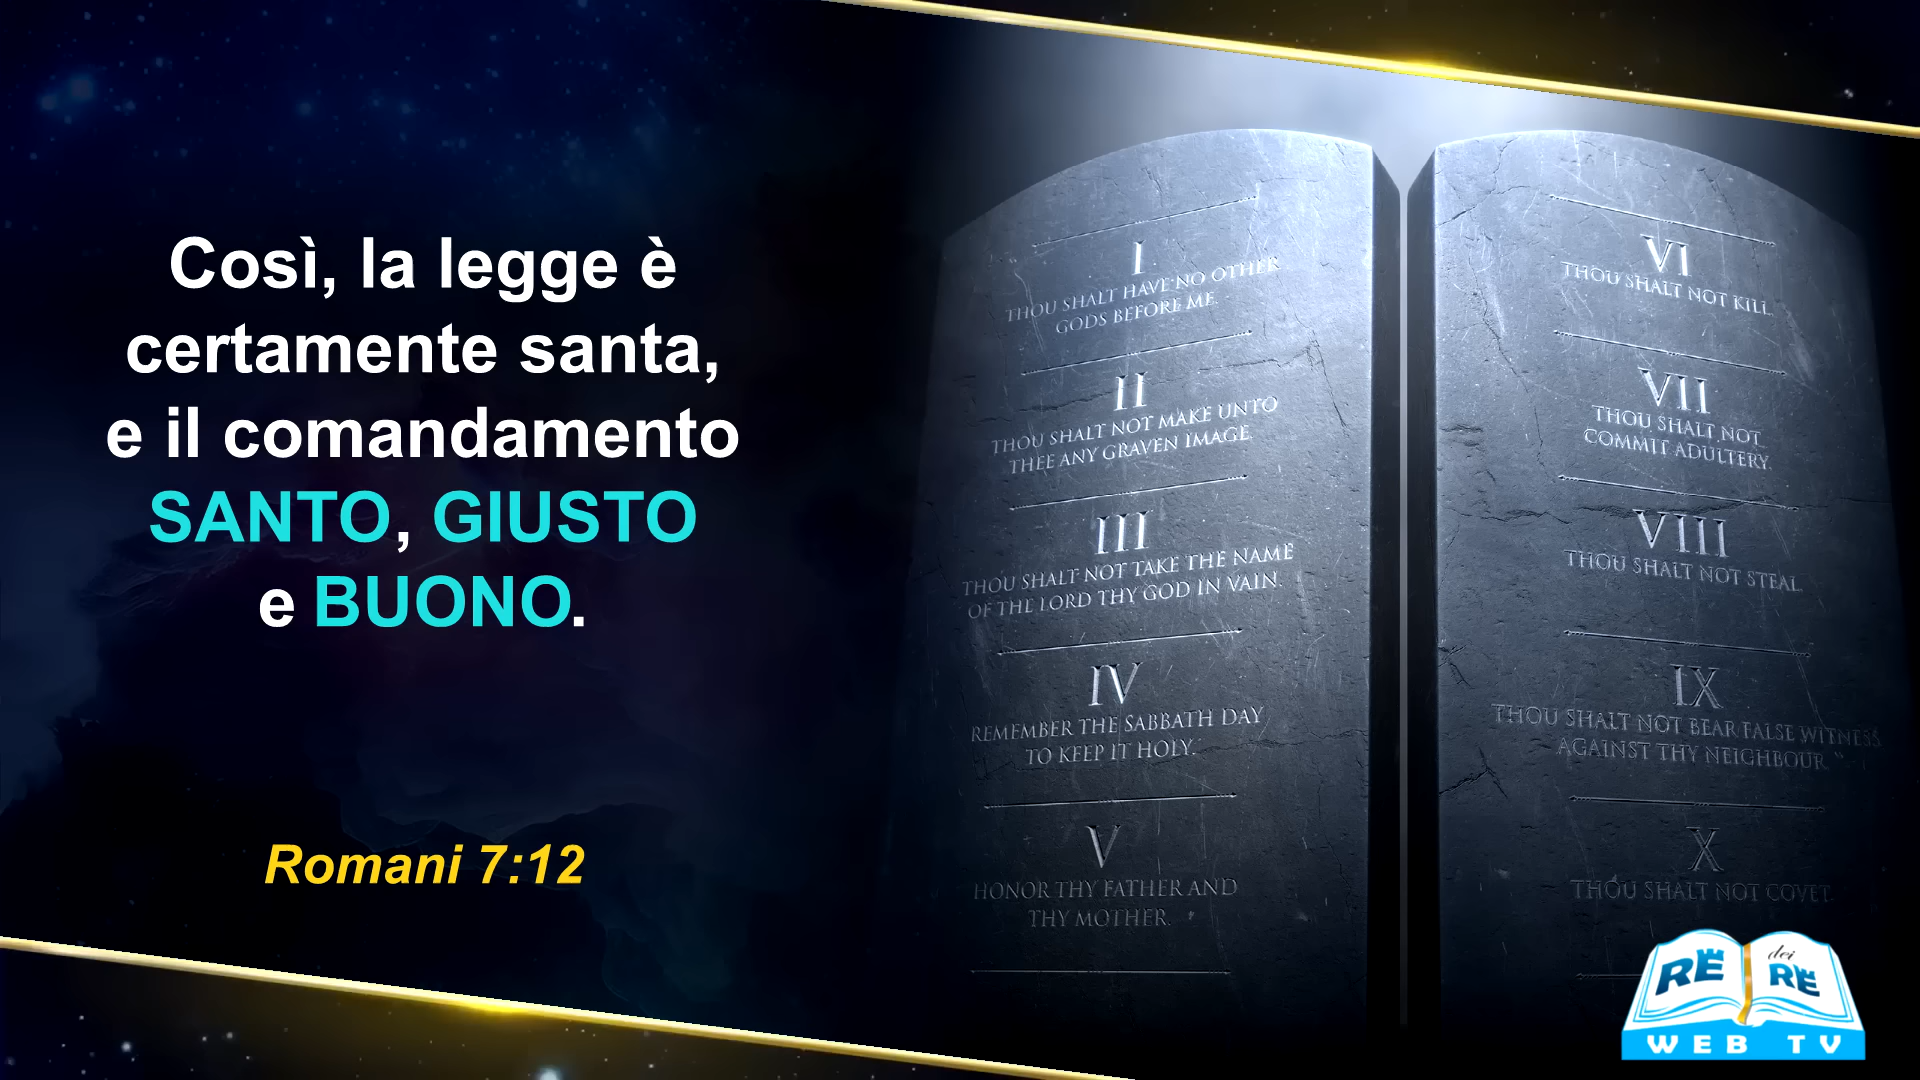 Così, la legge è
certamente santa,
e il comandamento
SANTO, GIUSTO
e BUONO.
Romani 7:12
I
THOU SHALT HAVE NO OTHER
GODS BEFORE ME.
II
THOU SHALT NOT MAKE UNTO
THEE ANY GRAVEN IMAGE.
III
THOU SHALT NOT TAKE THE NAME
OF THE LORD THY GOD IN VAIN.
IV
REMEMBER THE SABBATH DAY
TO KEEP IT HOLY.
V
HONOR THY FATHER AND
THY MOTHER.
VI
THOU SHALT NOT KILL.
VII
THOU SHALT NOT
COMMIT ADULTERY.
VIII
THOU SHALT NOT STEAL.
IX
THOU SHALT NOT BEAR FALSE WITNESS
AGAINST THY NEIGHBOUR.
X
THOU SHALT NOT COVET.
RE dei RE
WEB TV